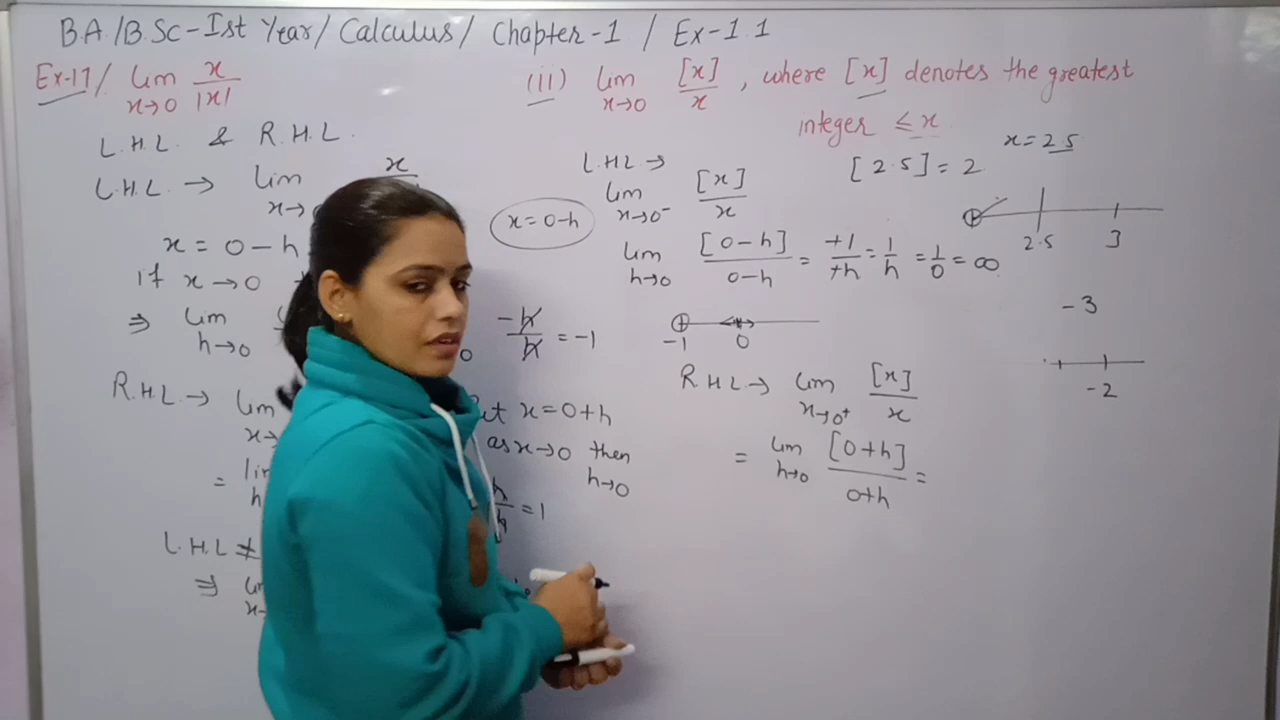 B.A./B.Sc-Ist Year/ Calculus/ Chapter-1 / Ex-1.1
Ex-17/ lim x→0 x/|x|
L.H.L. & R.H.L.
L.H.L. → lim x→ x
x = 0-h
if x→0
⇒ lim h→0 -h/h = -1
R.H.L → lim Put x=0+h
as x→0 then h→0
= h/h = 1
L.H.L ≠
⇒
(ii) lim x→0 [x]/x , where [x] denotes the greatest
integer ≤ x
x = 2.5
[2.5] = 2
L.H.L →
lim x→0⁻ [x]/x
x=0-h
lim h→0 [0-h]/0-h = +1/+h = 1/h = 1/0 = ∞
2.5 3
-1 0
-3
-2
R.H.L → lim x→0⁺ [x]/x
= lim h→0 [0+h]/0+h =